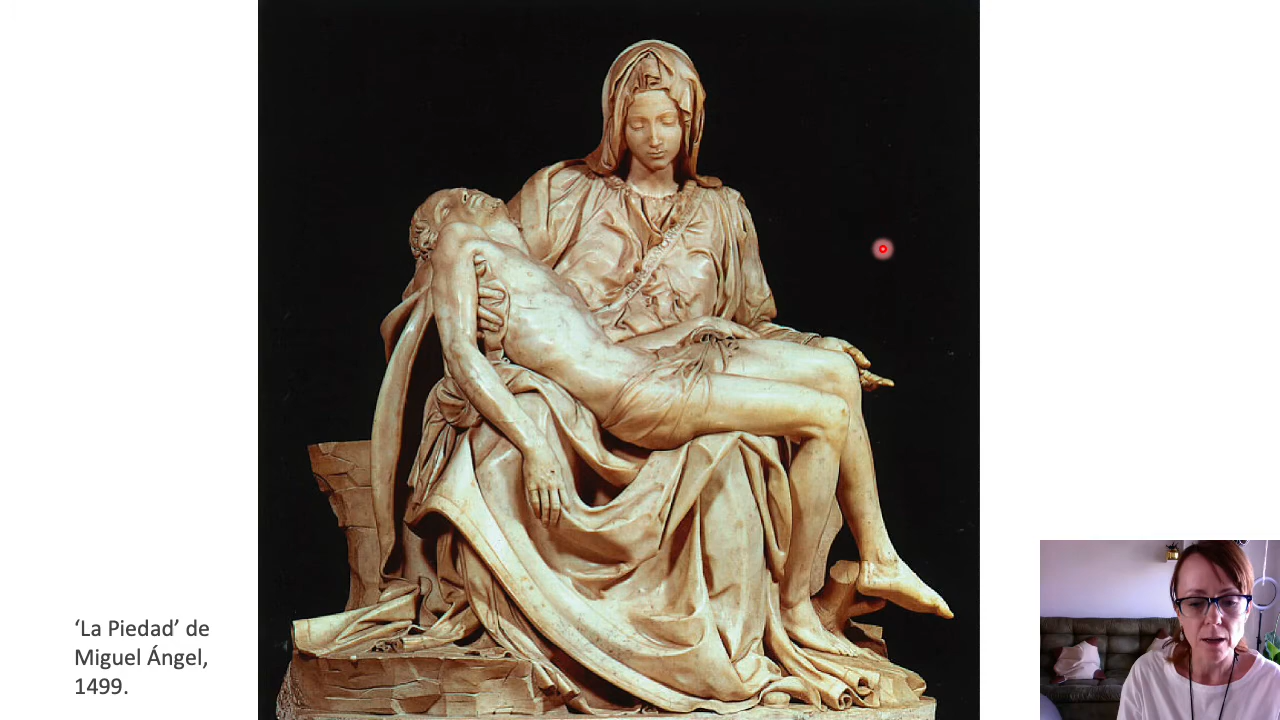 ‘La Piedad’ de
Miguel Ángel,
1499.